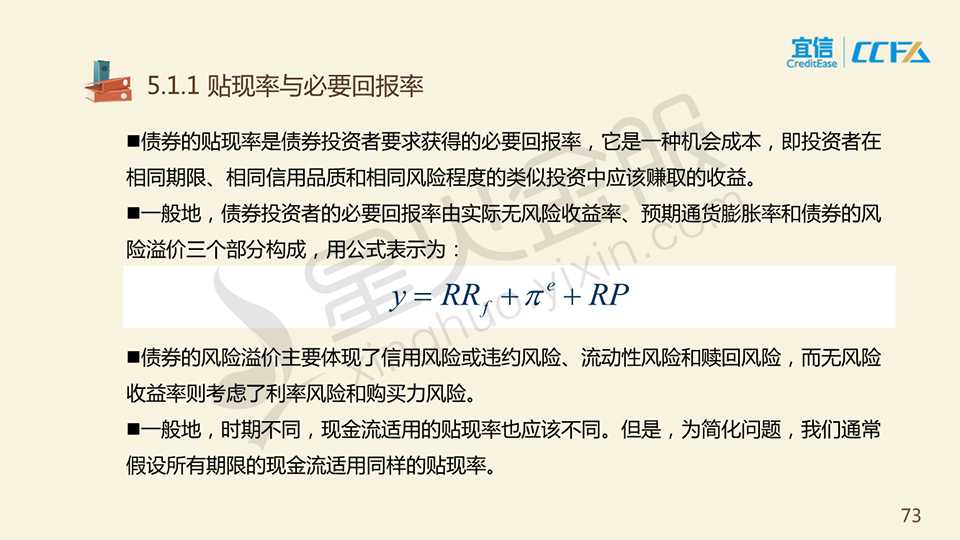 宜信
CreditEase
CCFA
5.1.1 贴现率与必要回报率
■债券的贴现率是债券投资者要求获得的必要回报率，它是一种机会成本，即投资者在
相同期限、相同信用品质和相同风险程度的类似投资中应该赚取的收益。
■一般地，债券投资者的必要回报率由实际无风险收益率、预期通货膨胀率和债券的风
险溢价三个部分构成，用公式表示为：
y = RR_f + π^e + RP
■债券的风险溢价主要体现了信用风险或违约风险、流动性风险和赎回风险，而无风险
收益率则考虑了利率风险和购买力风险。
■一般地，时期不同，现金流适用的贴现率也应该不同。但是，为简化问题，我们通常
假设所有期限的现金流适用同样的贴现率。
星火金服
xinghuo.yixin.com
73